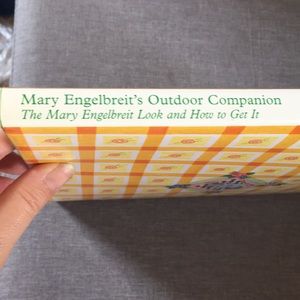 Mary Engelbreit's Outdoor Companion
The Mary Engelbreit Look and How to Get It